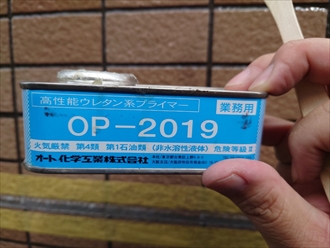 高性能ウレタン系プライマー
業務用
OP-2019
火気厳禁 第4類 第1石油類 (非水溶性液体) 危険等級Ⅱ
オート化学工業株式会社